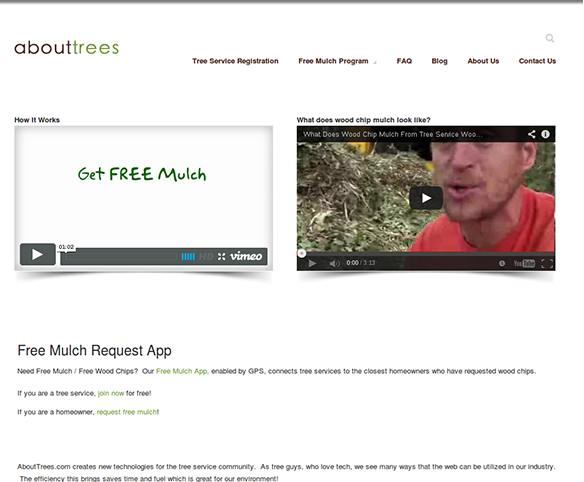 abouttrees
Tree Service Registration Free Mulch Program FAQ Blog About Us Contact Us
How It Works
What does wood chip mulch look like?
Get FREE Mulch
01:02
HD vimeo
What Does Wood Chip Mulch From Tree Service Woo...
0:00 / 3:13
YouTube
Free Mulch Request App
Need Free Mulch / Free Wood Chips? Our Free Mulch App, enabled by GPS, connects tree services to the closest homeowners who have requested wood chips.
If you are a tree service, join now for free!
If you are a homeowner, request free mulch!
AboutTrees.com creates new technologies for the tree service community. As tree guys, who love tech, we see many ways that the web can be utilized in our industry.
The efficiency this brings saves time and fuel which is great for our environment!